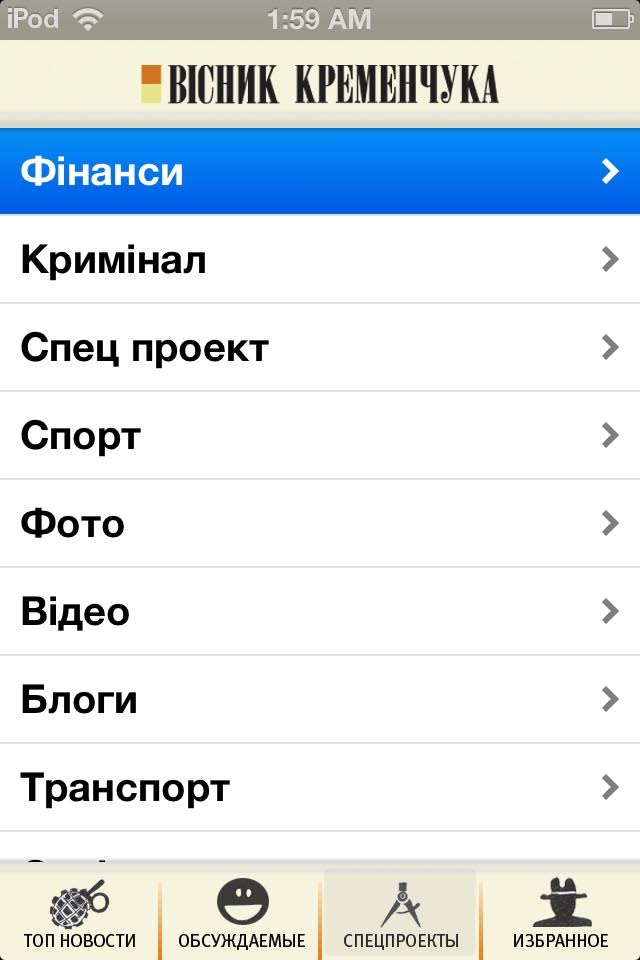 iPod 1:59 AM
ВІСНИК КРЕМЕНЧУКА
Фінанси
Кримінал
Спец проект
Спорт
Фото
Відео
Блоги
Транспорт
ТОП НОВОСТИ ОБСУЖДАЕМЫЕ СПЕЦПРОЕКТЫ ИЗБРАННОЕ